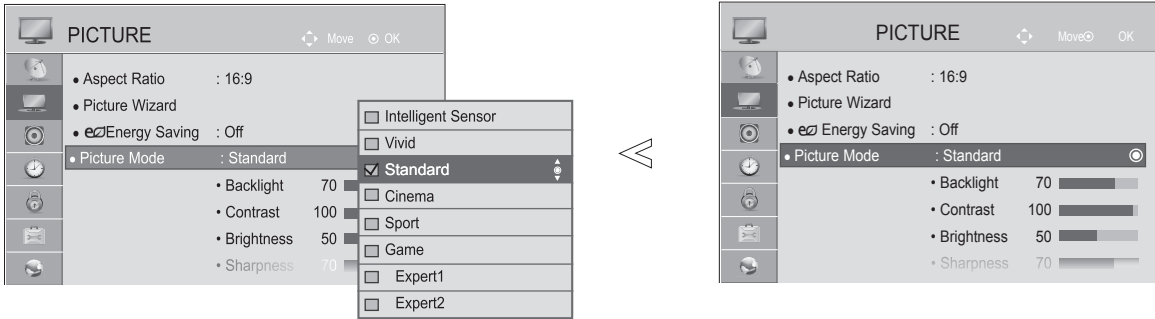 PICTURE Move OK
• Aspect Ratio : 16:9
• Picture Wizard
• Energy Saving : Off
• Picture Mode : Standard
• Backlight 70
• Contrast 100
• Brightness 50
• Sharpness 70
Intelligent Sensor
Vivid
Standard
Cinema
Sport
Game
Expert1
Expert2
PICTURE Move OK
• Aspect Ratio : 16:9
• Picture Wizard
• Energy Saving : Off
• Picture Mode : Standard
• Backlight 70
• Contrast 100
• Brightness 50
• Sharpness 70